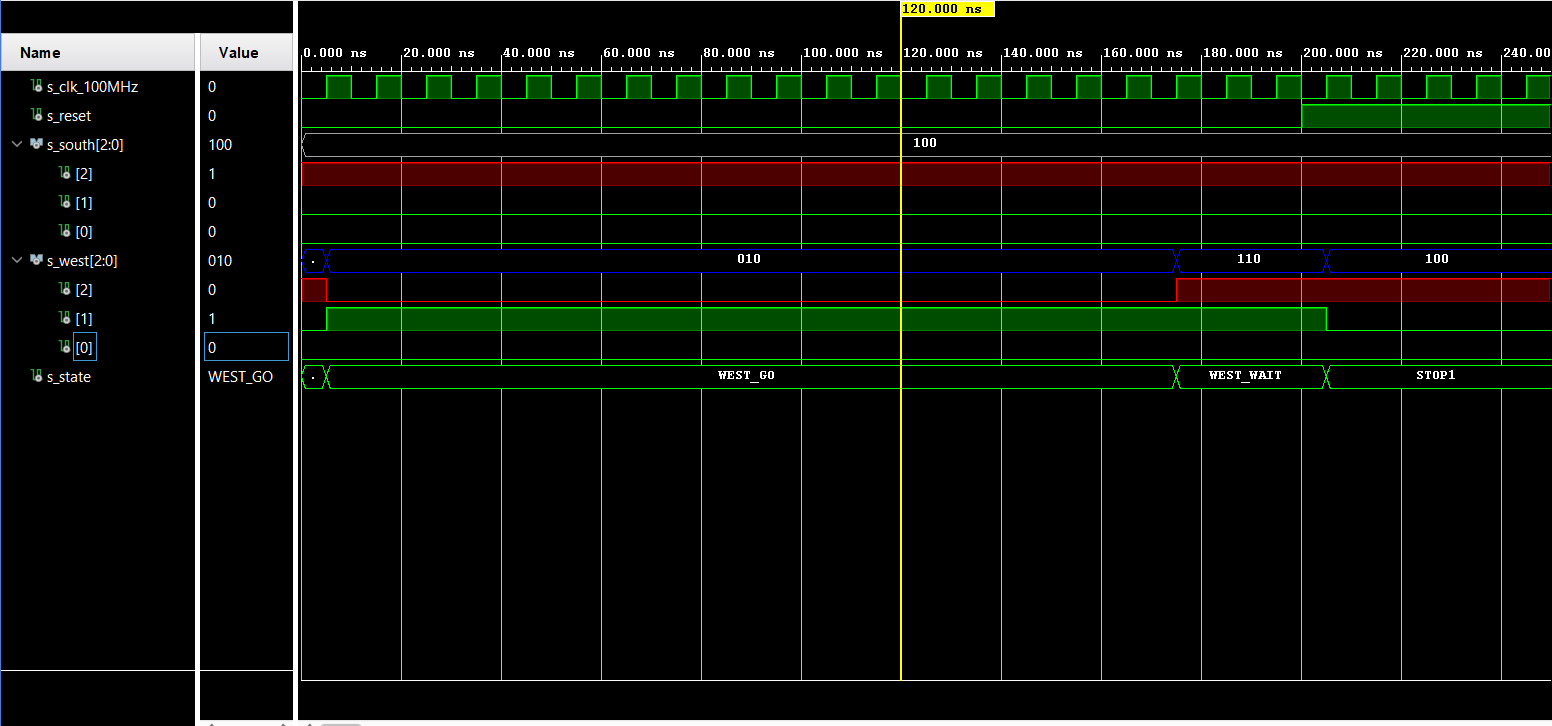 120.000 ns
Name Value 0.000 ns 20.000 ns 40.000 ns 60.000 ns 80.000 ns 100.000 ns 120.000 ns 140.000 ns 160.000 ns 180.000 ns 200.000 ns 220.000 ns 240.00
s_clk_100MHz 0
s_reset 0
s_south[2:0] 100 100
[2] 1
[1] 0
[0] 0
s_west[2:0] 010 . 010 110 100
[2] 0
[1] 1
[0] 0
s_state WEST_GO . WEST_GO WEST_WAIT STOP1